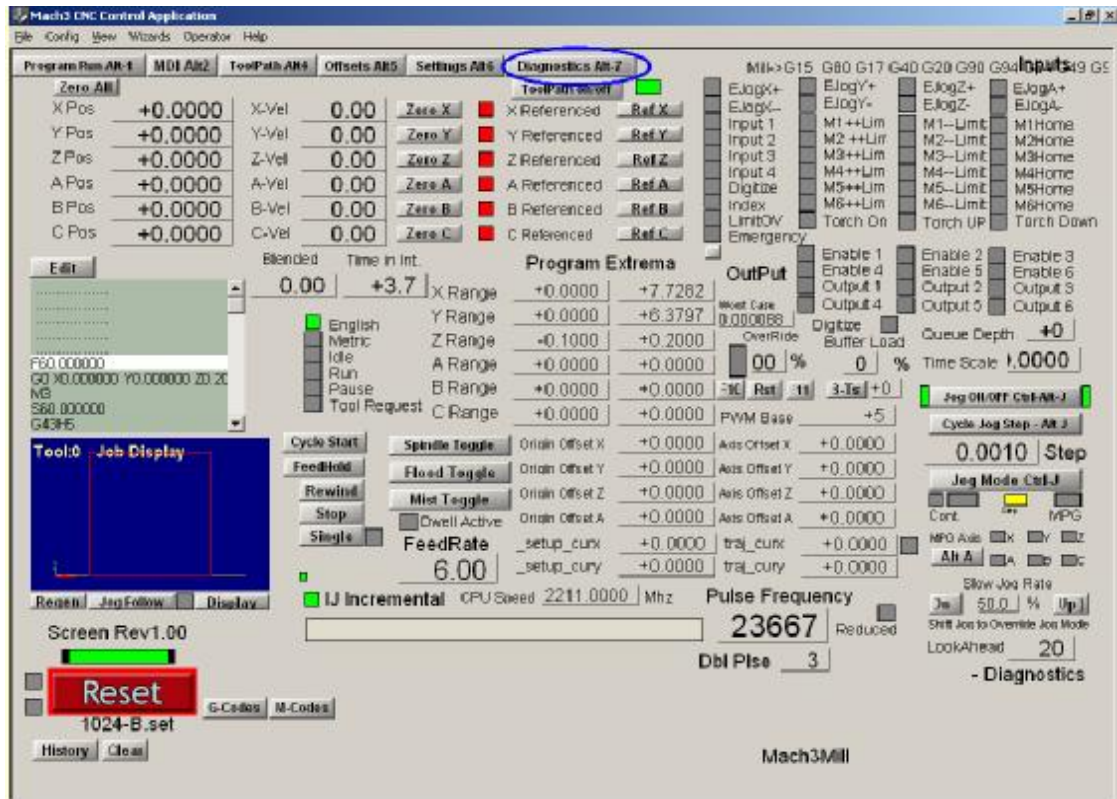 Mach3 CNC Control Application
File Config View Wizards Operator Help
Program Run Alt-1 MDI Alt2 ToolPath Alt4 Offsets Alt5 Settings Alt6 Diagnostics Alt-7
Mill->G15 G80 G17 G40 G20 G90 G94 G49 G9
Inputs
Zero All ToolPath on/off
X Pos +0.0000 X-Vel 0.00 Zero X X Referenced Ref X
Y Pos +0.0000 Y-Vel 0.00 Zero Y Y Referenced Ref Y
Z Pos +0.0000 Z-Vel 0.00 Zero Z Z Referenced Ref Z
A Pos +0.0000 A-Vel 0.00 Zero A A Referenced Ref A
B Pos +0.0000 B-Vel 0.00 Zero B B Referenced Ref B
C Pos +0.0000 C-Vel 0.00 Zero C C Referenced Ref C
EJogX+ EJogY+ EJogZ+ EJogA+
EJogX- EJogY- EJogZ- EJogA-
Input 1 M1++Lim M1--Limit M1Home
Input 2 M2++Lim M2--Limit M2Home
Input 3 M3++Lim M3--Limit M3Home
Input 4 M4++Lim M4--Limit M4Home
Digitize M5++Lim M5--Limit M5Home
Index M6++Lim M6--Limit M6Home
LimitOV Torch On Torch UP Torch Down
Emergency
OutPut
Enable 1 Enable 2 Enable 3
Enable 4 Enable 5 Enable 6
Output 1 Output 2 Output 3
Output 4 Output 5 Output 6
Edit
F60.000000
G0 X0.000000 Y0.000000 Z0.20
M3
S60.000000
G43H5
Blended Time in Int.
0.00 +3.7
English
Metric
Idle
Run
Pause
Tool Request
Program Extrema
X Range +0.0000 +7.7282
Y Range +0.0000 +6.3797
Z Range -0.1000 +0.2000
A Range +0.0000 +0.0000
B Range +0.0000 +0.0000
C Range +0.0000 +0.0000
Worst Case
0.000068
OverRide
00 %
Digitize
Buffer Load
0 %
Queue Depth +0
Time Scale
Rst +0
PWM Base +5
Jog ON/OFF Ctrl-Alt-J
Cycle Jog Step - Alt J
0.0010 Step
Jog Mode Ctrl-J
Cont. Step MPG
MPG Axis X Y Z
Alt A A B C
Slow Jog Rate
50.0 % Up
Shift Jog to Override Jog Mode
LookAhead 20
- Diagnostics
Tool:0 Job Display
Regen Jog Follow Display
Cycle Start
FeedHold
Rewind
Stop
Single
Spindle Toggle
Flood Toggle
Mist Toggle
Dwell Active
FeedRate
6.00
Origin Offset X +0.0000 Axis Offset X +0.0000
Origin Offset Y +0.0000 Axis Offset Y +0.0000
Origin Offset Z +0.0000 Axis Offset Z +0.0000
Origin Offset A +0.0000 Axis Offset A +0.0000
_setup_curx +0.0000 traj_curx +0.0000
_setup_cury +0.0000 traj_cury +0.0000
IJ Incremental CPU Speed 2211.0000 Mhz
Pulse Frequency
23667 Reduced
Dbl Plse 3
Screen Rev1.00
Reset
G-Codes M-Codes
1024-B.set
History Clear
Mach3Mill